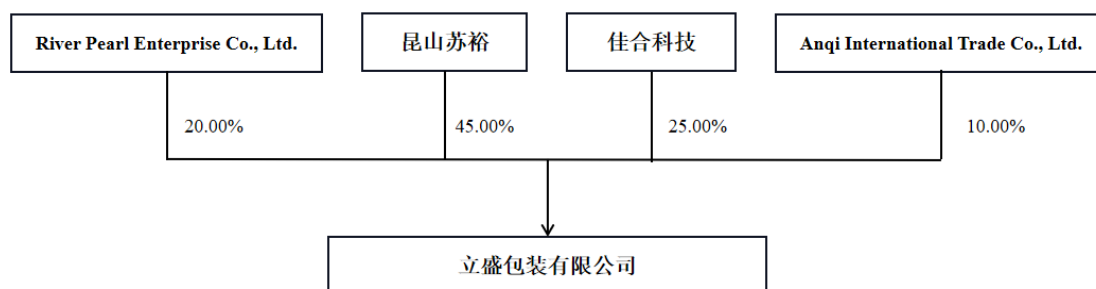 River Pearl Enterprise Co., Ltd.
昆山苏裕
佳合科技
Anqi International Trade Co., Ltd.
20.00%
45.00%
25.00%
10.00%
立盛包装有限公司